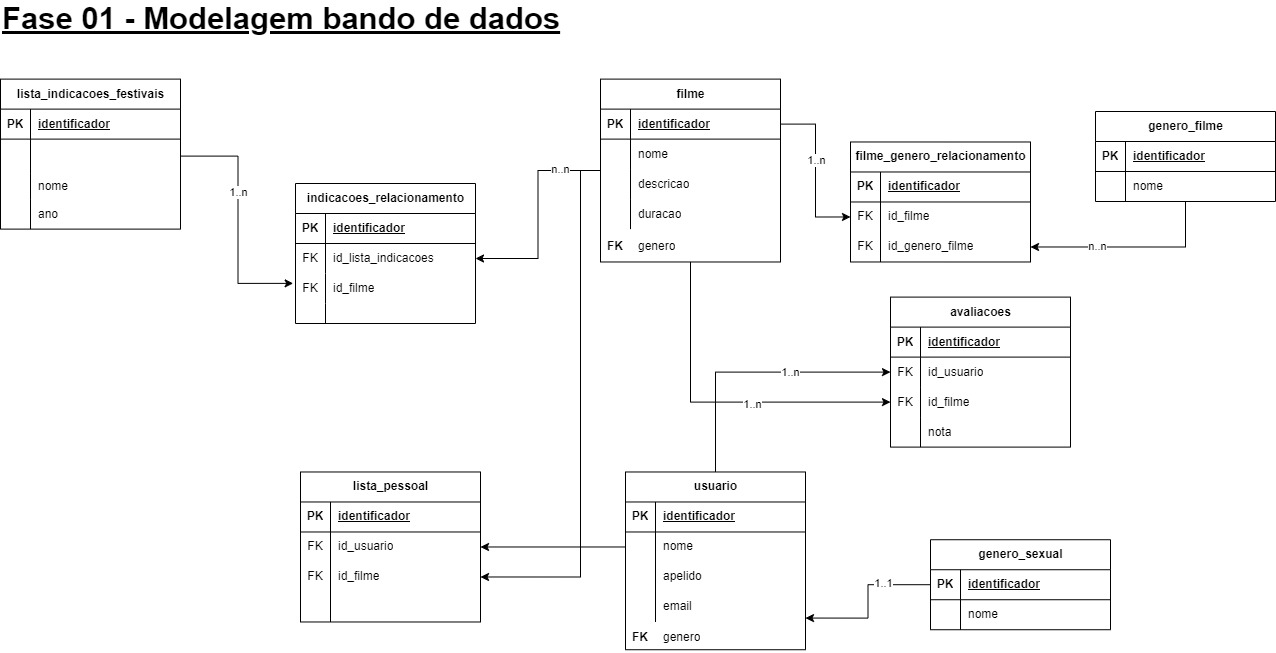 Fase 01 - Modelagem bando de dados
lista_indicacoes_festivais
PK identificador
nome
ano
1..n
indicacoes_relacionamento
PK identificador
FK id_lista_indicacoes
FK id_filme
n..n
filme
PK identificador
nome
descricao
duracao
FK genero
1..n
filme_genero_relacionamento
PK identificador
FK id_filme
FK id_genero_filme
genero_filme
PK identificador
nome
n..n
avaliacoes
PK identificador
FK id_usuario
FK id_filme
nota
1..n
1..n
lista_pessoal
PK identificador
FK id_usuario
FK id_filme
usuario
PK identificador
nome
apelido
email
FK genero
1..1
genero_sexual
PK identificador
nome